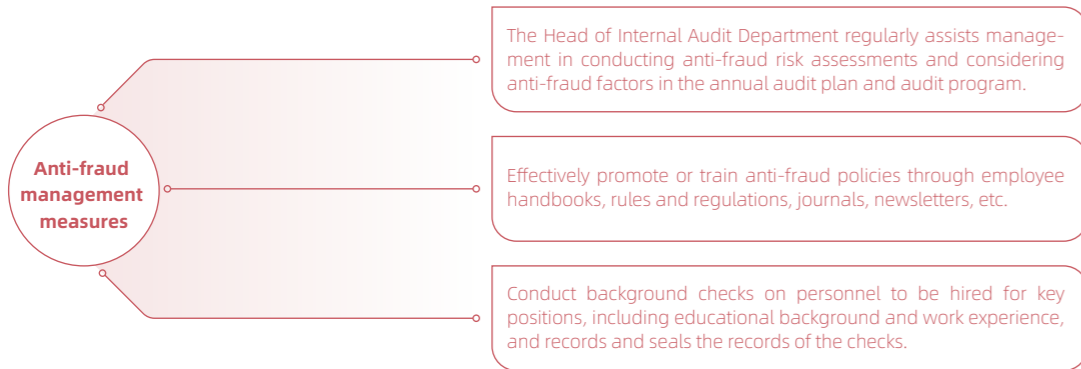 Anti-fraud
management
measures
The Head of Internal Audit Department regularly assists manage-
ment in conducting anti-fraud risk assessments and considering
anti-fraud factors in the annual audit plan and audit program.
Effectively promote or train anti-fraud policies through employee
handbooks, rules and regulations, journals, newsletters, etc.
Conduct background checks on personnel to be hired for key
positions, including educational background and work experience,
and records and seals the records of the checks.